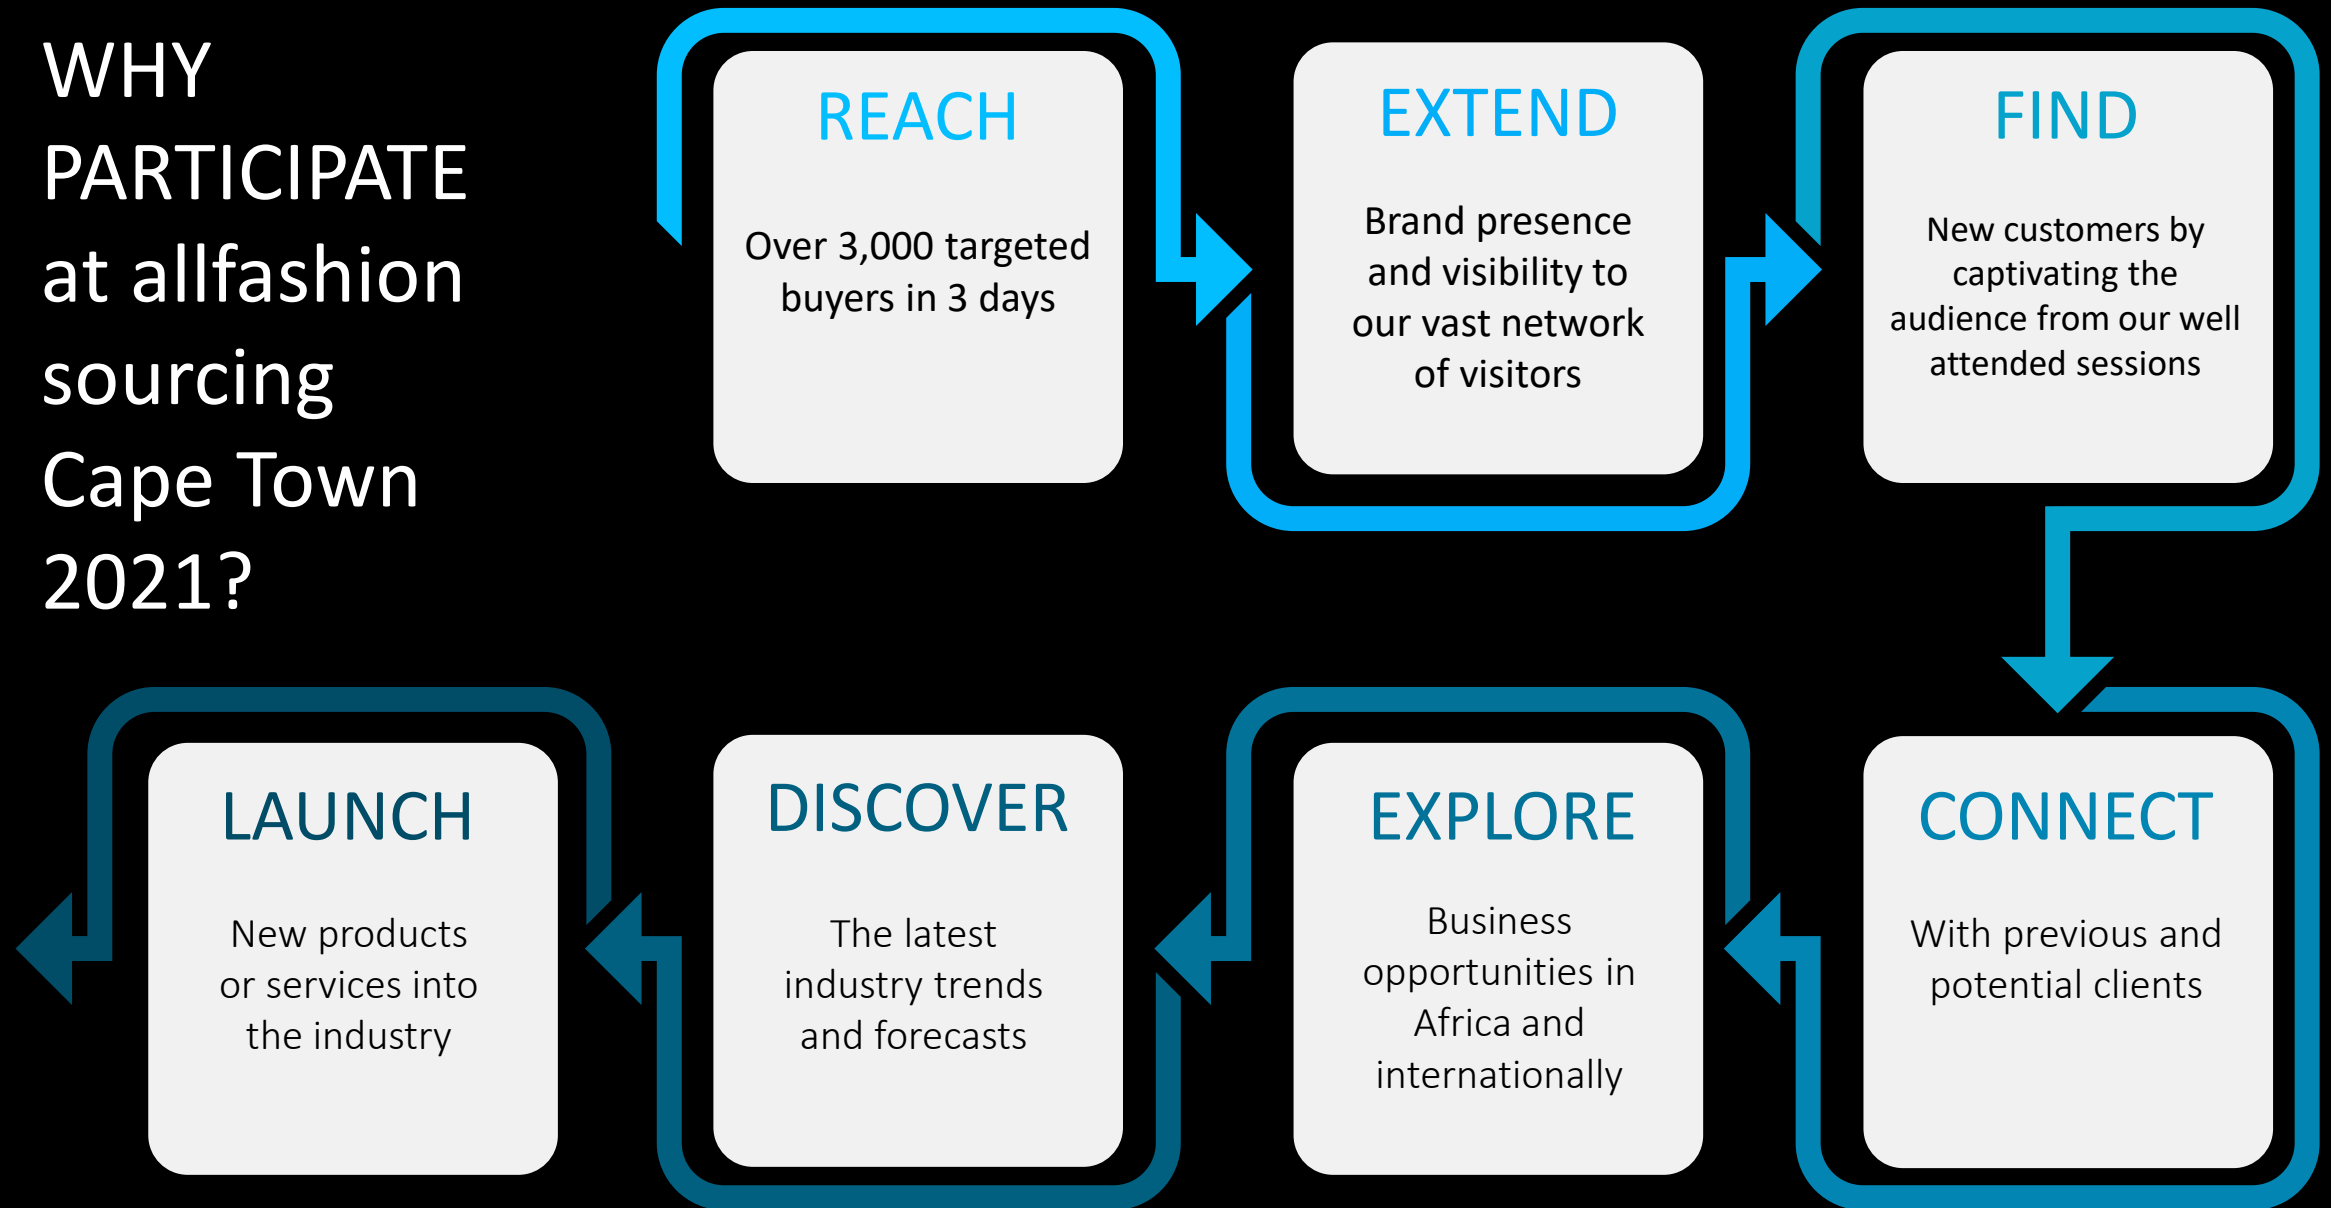 WHY
PARTICIPATE
at allfashion
sourcing
Cape Town
2021?
REACH
Over 3,000 targeted
buyers in 3 days
EXTEND
Brand presence
and visibility to
our vast network
of visitors
FIND
New customers by
captivating the
audience from our well
attended sessions
CONNECT
With previous and
potential clients
EXPLORE
Business
opportunities in
Africa and
internationally
DISCOVER
The latest
industry trends
and forecasts
LAUNCH
New products
or services into
the industry